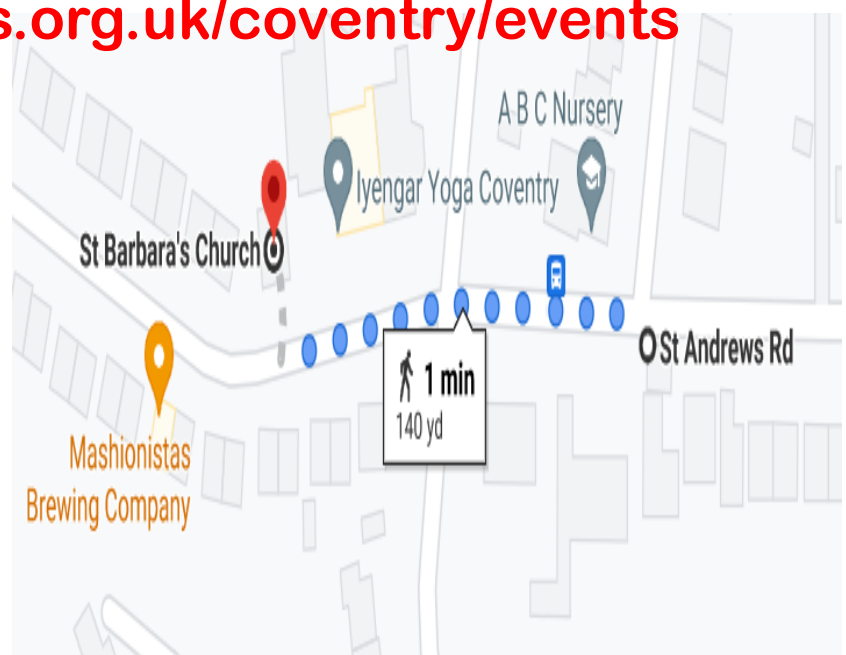 s.org.uk/coventry/events
A B C Nursery
Iyengar Yoga Coventry
St Barbara's Church
St Andrews Rd
1 min
140 yd
Mashionistas
Brewing Company